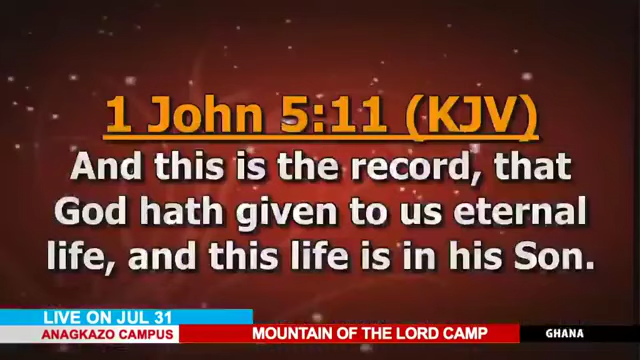 1 John 5:11 (KJV)
And this is the record, that
God hath given to us eternal
life, and this life is in his Son.
LIVE ON JUL 31
ANAGKAZO CAMPUS MOUNTAIN OF THE LORD CAMP GHANA